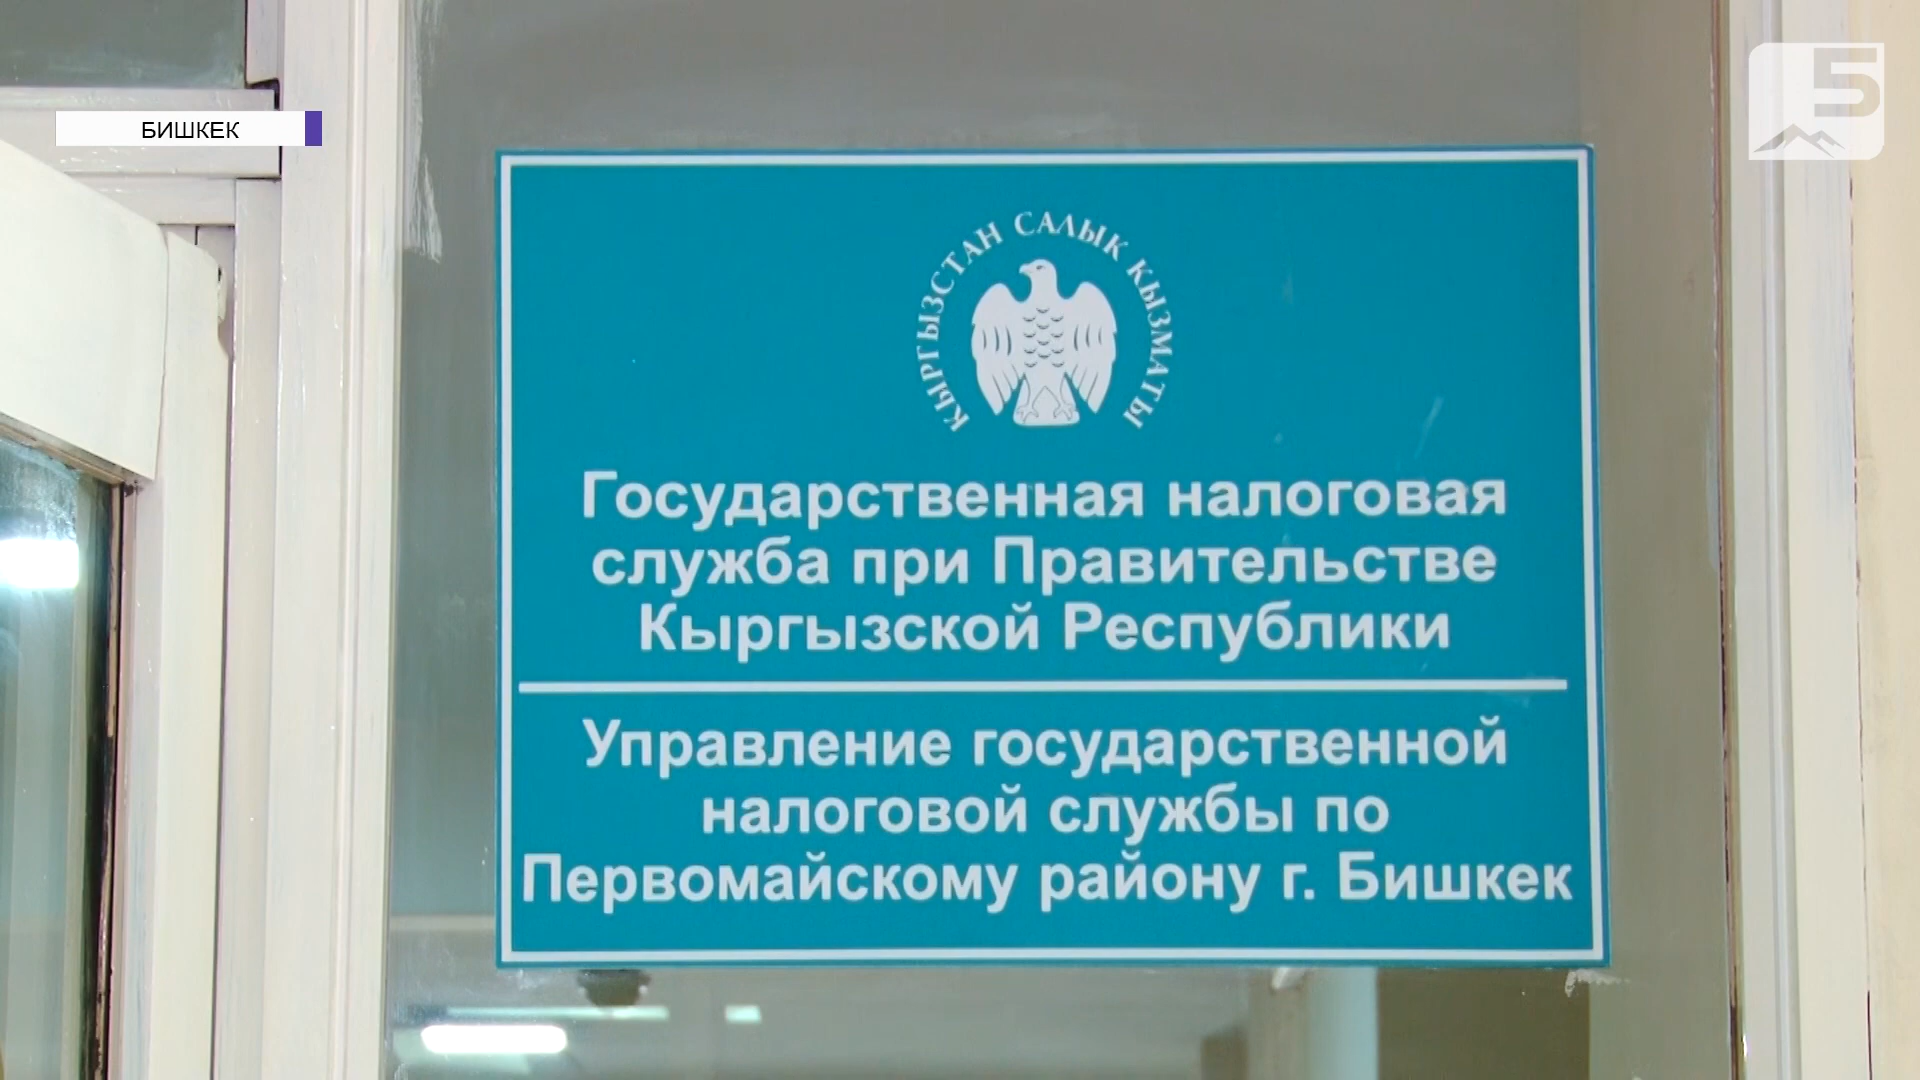 БИШКЕК
5
КЫРГЫЗСТАН САЛЫК КЫЗМАТЫ
Государственная налоговая
служба при Правительстве
Кыргызской Республики
Управление государственной
налоговой службы по
Первомайскому району г. Бишкек